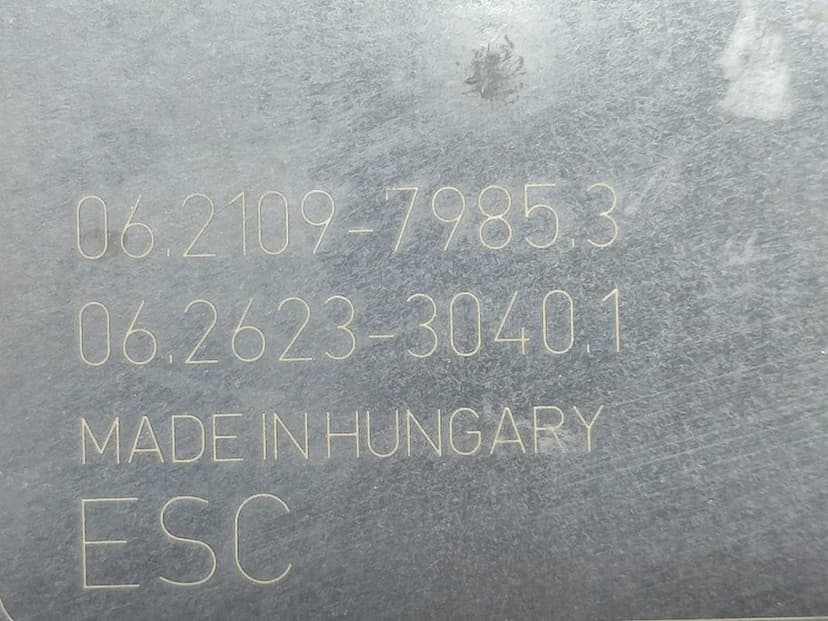 06.2109-7985.3
06.2623-3040.1
MADE IN HUNGARY
ESC